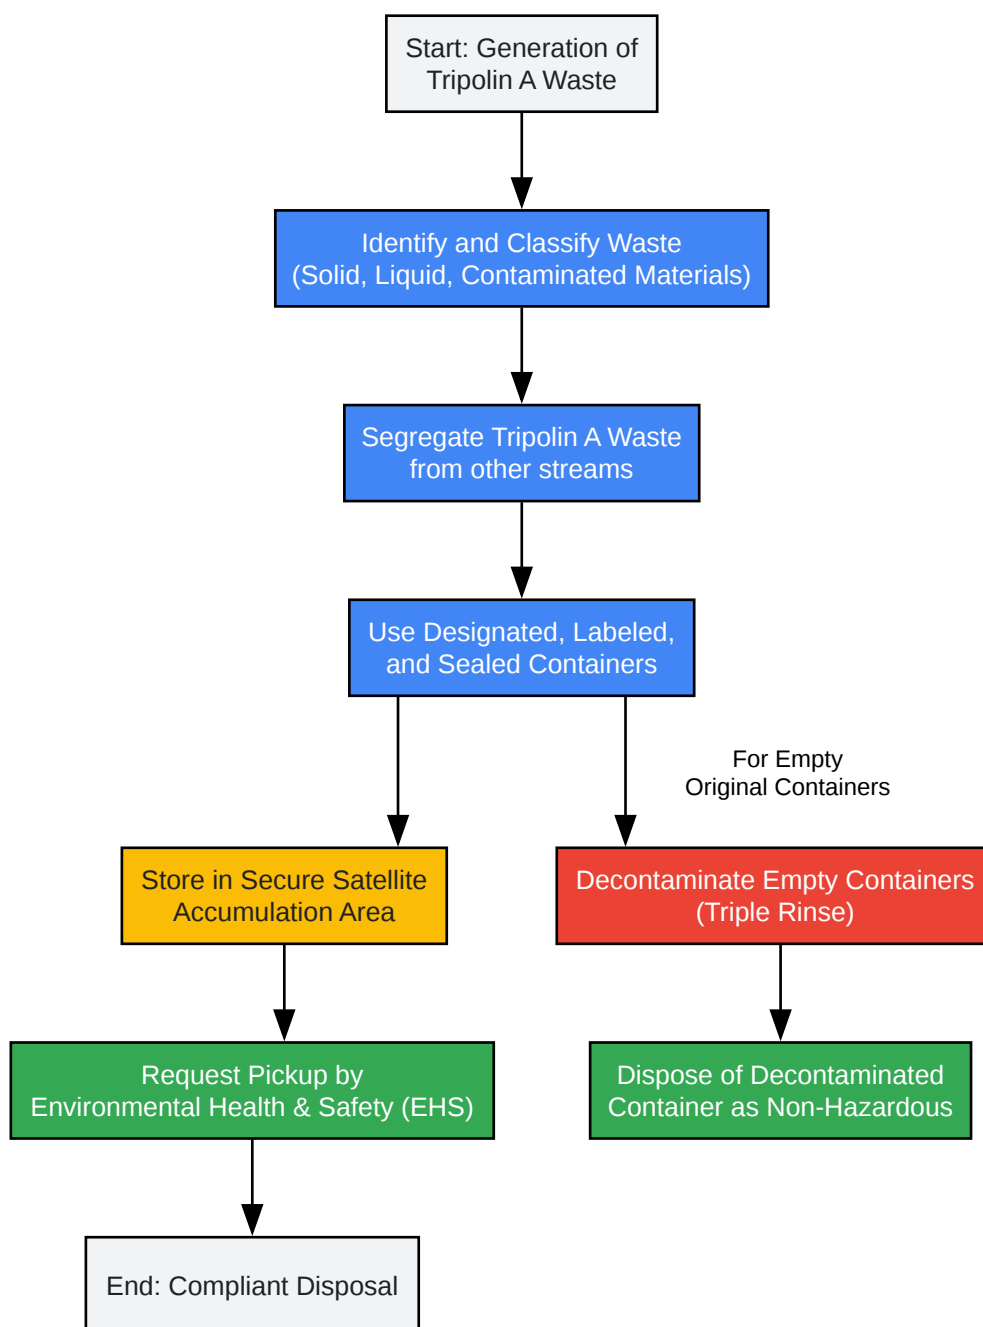 Start: Generation of
Tripolin A Waste
Identify and Classify Waste
(Solid, Liquid, Contaminated Materials)
Segregate Tripolin A Waste
from other streams
Use Designated, Labeled,
and Sealed Containers
For Empty
Original Containers
Store in Secure Satellite
Accumulation Area
Decontaminate Empty Containers
(Triple Rinse)
Request Pickup by
Environmental Health & Safety (EHS)
Dispose of Decontaminated
Container as Non-Hazardous
End: Compliant Disposal